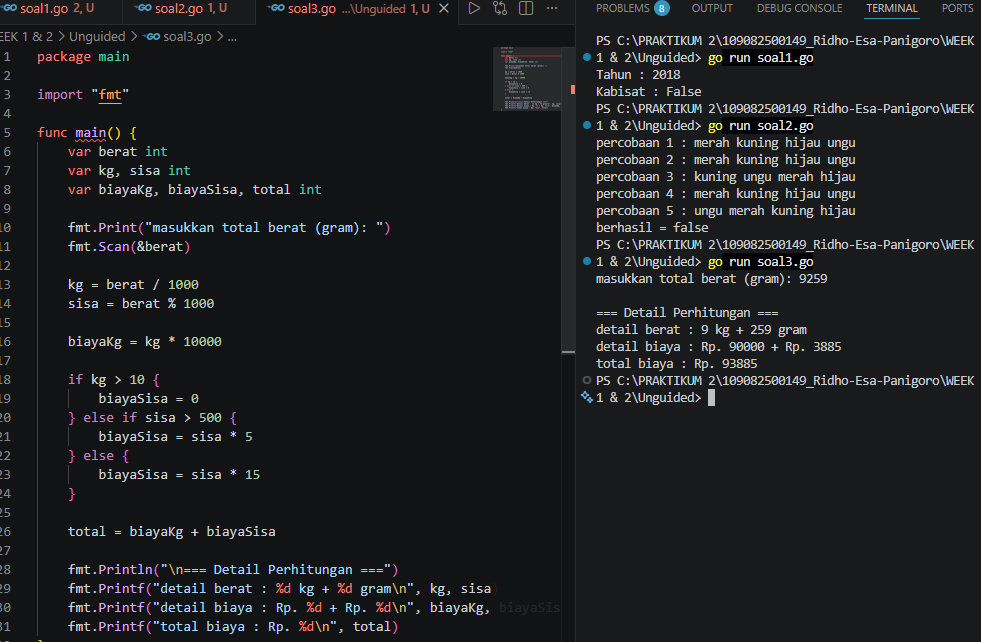 soal1.go 2, U
soal2.go 1, U
soal3.go ...\Unguided 1, U
EEK 1 & 2 > Unguided > soal3.go > ...
1 package main
2
3 import "fmt"
4
5 func main() {
6 var berat int
7 var kg, sisa int
8 var biayaKg, biayaSisa, total int
9
10 fmt.Print("masukkan total berat (gram): ")
11 fmt.Scan(&berat)
12
13 kg = berat / 1000
14 sisa = berat % 1000
15
16 biayaKg = kg * 10000
17
18 if kg > 10 {
19 biayaSisa = 0
20 } else if sisa > 500 {
21 biayaSisa = sisa * 5
22 } else {
23 biayaSisa = sisa * 15
24 }
25
26 total = biayaKg + biayaSisa
27
28 fmt.Println("\n=== Detail Perhitungan ===")
29 fmt.Printf("detail berat : %d kg + %d gram\n", kg, sisa
30 fmt.Printf("detail biaya : Rp. %d + Rp. %d\n", biayaKg, biayaSis
31 fmt.Printf("total biaya : Rp. %d\n", total)
PROBLEMS 8 OUTPUT DEBUG CONSOLE TERMINAL PORTS
PS C:\PRAKTIKUM 2\109082500149_Ridho-Esa-Panigoro\WEEK
1 & 2\Unguided> go run soal1.go
Tahun : 2018
Kabisat : False
PS C:\PRAKTIKUM 2\109082500149_Ridho-Esa-Panigoro\WEEK
1 & 2\Unguided> go run soal2.go
percobaan 1 : merah kuning hijau ungu
percobaan 2 : merah kuning hijau ungu
percobaan 3 : kuning ungu merah hijau
percobaan 4 : merah kuning hijau ungu
percobaan 5 : ungu merah kuning hijau
berhasil = false
PS C:\PRAKTIKUM 2\109082500149_Ridho-Esa-Panigoro\WEEK
1 & 2\Unguided> go run soal3.go
masukkan total berat (gram): 9259

=== Detail Perhitungan ===
detail berat : 9 kg + 259 gram
detail biaya : Rp. 90000 + Rp. 3885
total biaya : Rp. 93885
PS C:\PRAKTIKUM 2\109082500149_Ridho-Esa-Panigoro\WEEK
1 & 2\Unguided>